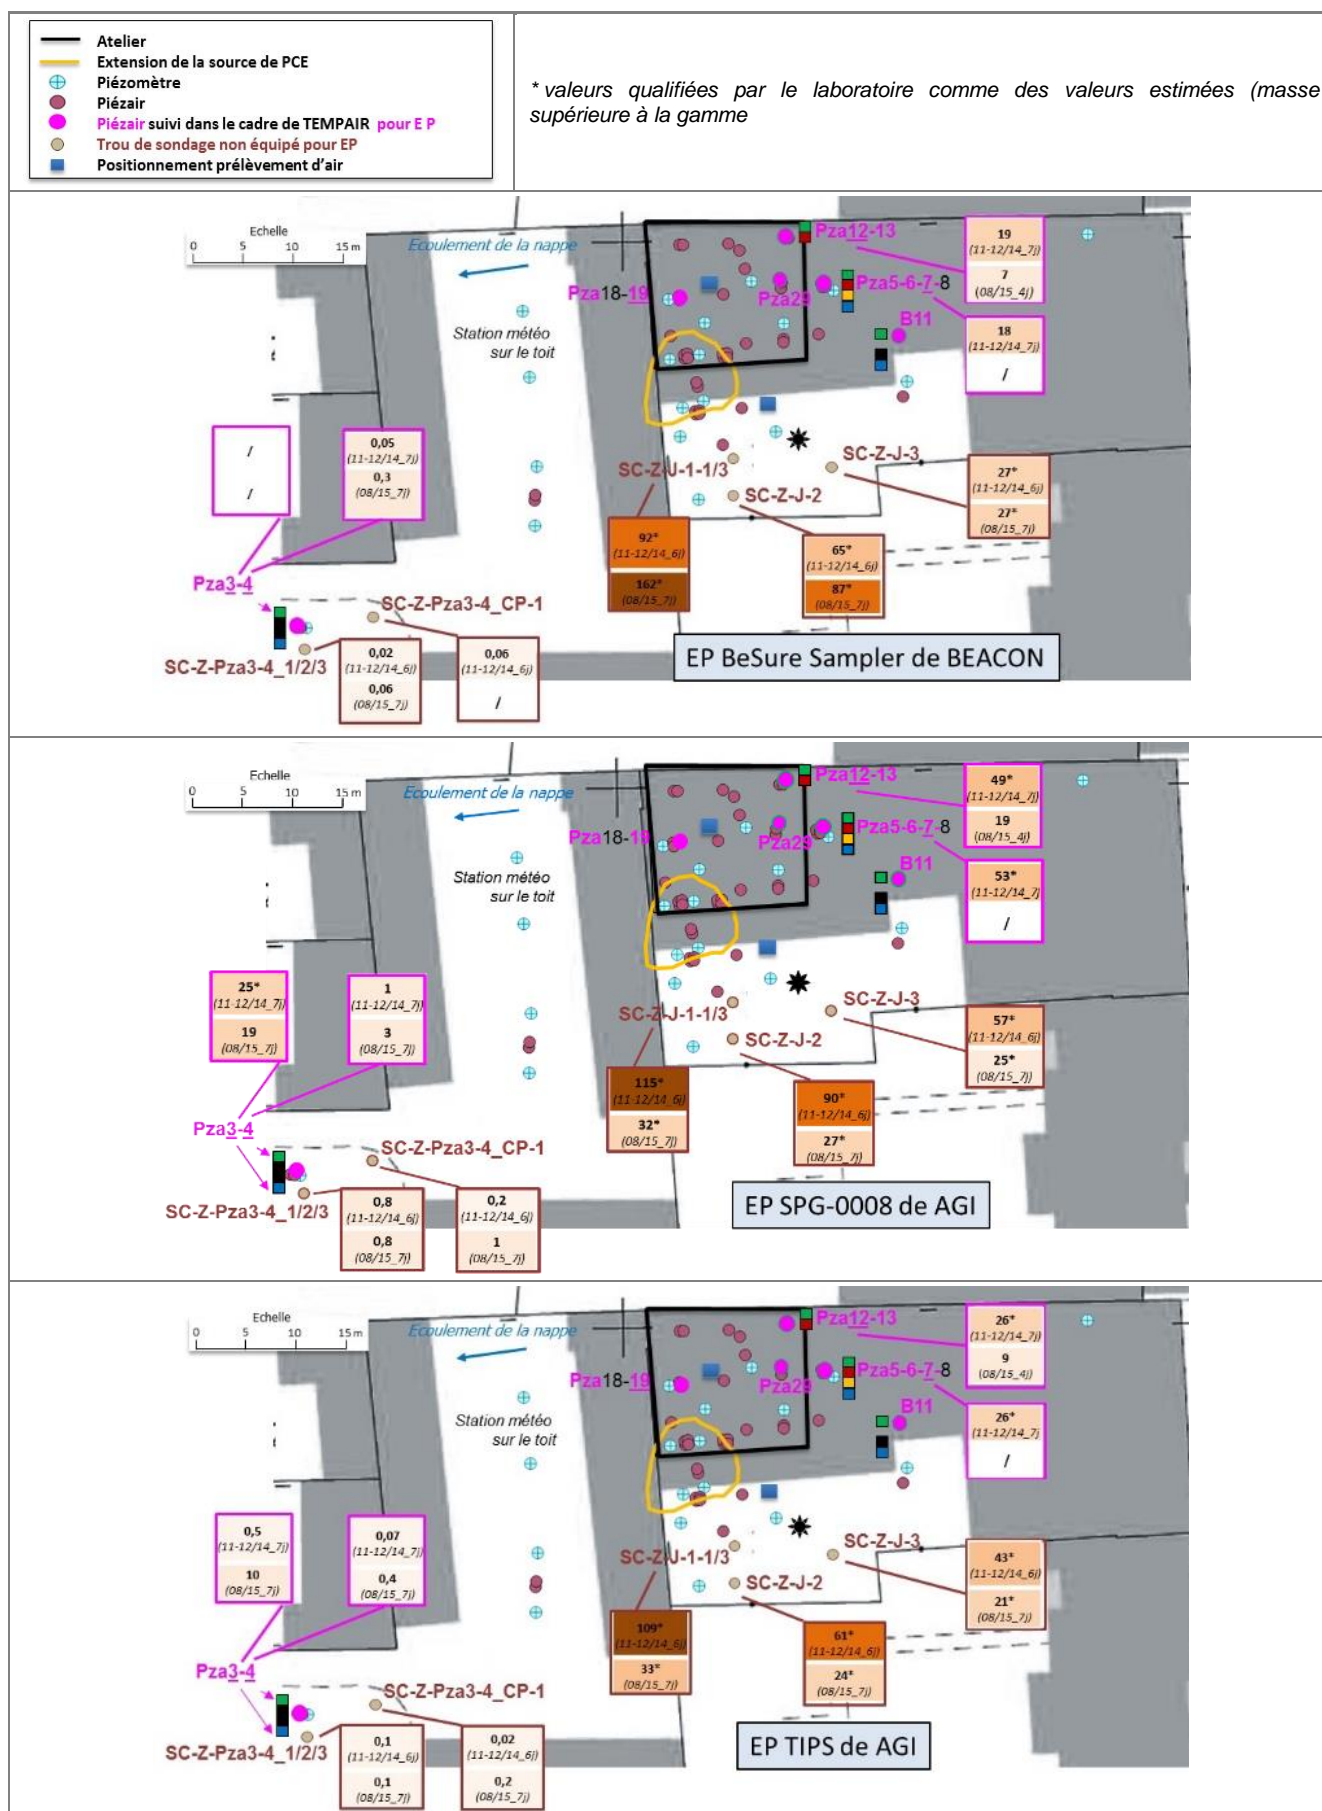 Atelier
Extension de la source de PCE
Piézomètre
Piézair
Piézair suivi dans le cadre de TEMPAIR pour E P
Trou de sondage non équipé pour EP
Positionnement prélèvement d'air
* valeurs qualifiées par le laboratoire comme des valeurs estimées (masse
supérieure à la gamme
Echelle
0 5 10 15 m
Ecoulement de la nappe
Station météo
sur le toit
Pza18-19
Pza12-13
Pza29
Pza5-6-7-8
B11
19
(11-12/14_7j)
7
(08/15_4j)
18
(11-12/14_7j)
/
/
/
0,05
(11-12/14_7j)
0,3
(08/15_7j)
SC-Z-J-1-1/3
SC-Z-J-3
SC-Z-J-2
27*
(11-12/14_6j)
27*
(08/15_7j)
92*
(11-12/14_6j)
162*
(08/15_7j)
65*
(11-12/14_6j)
87*
(08/15_7j)
Pza3-4
SC-Z-Pza3-4_CP-1
SC-Z-Pza3-4_1/2/3
0,02
(11-12/14_6j)
0,06
(08/15_7j)
0,06
(11-12/14_6j)
/
EP BeSure Sampler de BEACON
Echelle
0 5 10 15 m
Ecoulement de la nappe
Station météo
sur le toit
Pza18-19
Pza12-13
Pza29
Pza5-6-7-8
B11
49*
(11-12/14_7j)
19
(08/15_4j)
53*
(11-12/14_7j
/
25*
(11-12/14_7j)
19
(08/15_7j)
1
(11-12/14_7j)
3
(08/15_7j)
SC-Z-J-1-1/3
SC-Z-J-3
SC-Z-J-2
57*
(11-12/14_6j)
25*
(08/15_7j)
115*
(11-12/14_6j)
32*
(08/15_7j)
90*
(11-12/14_6j)
27*
(08/15_7j)
Pza3-4
SC-Z-Pza3-4_CP-1
SC-Z-Pza3-4_1/2/3
0,8
(11-12/14_6j)
0,8
(08/15_7j)
0,2
(11-12/14_6j)
1
(08/15_7j)
EP SPG-0008 de AGI
Echelle
0 5 10 15 m
Ecoulement de la nappe
Station météo
sur le toit
Pza18-19
Pza12-13
Pza29
Pza5-6-7-8
B11
26*
(11-12/14_7j)
9
(08/15_4j)
26*
(11-12/14_7j
/
0,5
(11-12/14_7j)
10
(08/15_7j)
0,07
(11-12/14_7j)
0,4
(08/15_7j)
SC-Z-J-1-1/3
SC-Z-J-3
SC-Z-J-2
43*
(11-12/14_6j)
21*
(08/15_7j)
109*
(11-12/14_6j)
33*
(08/15_7j)
61*
(11-12/14_6j)
24*
(08/15_7j)
Pza3-4
SC-Z-Pza3-4_CP-1
SC-Z-Pza3-4_1/2/3
0,1
(11-12/14_6j)
0,1
(08/15_7j)
0,02
(11-12/14_6j)
0,2
(08/15_7j)
EP TIPS de AGI